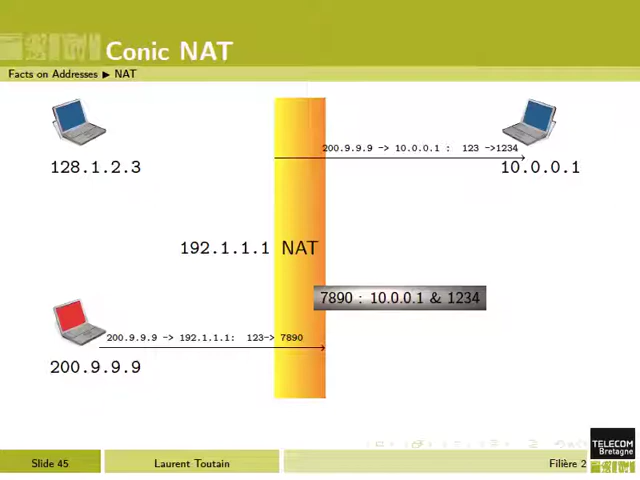 Conic NAT
Facts on Addresses ▶ NAT
200.9.9.9 -> 10.0.0.1 : 123 ->1234
128.1.2.3
10.0.0.1
192.1.1.1 NAT
7890 : 10.0.0.1 & 1234
200.9.9.9 -> 192.1.1.1: 123-> 7890
200.9.9.9
TELECOM
Bretagne
Slide 45
Laurent Toutain
Filière 2